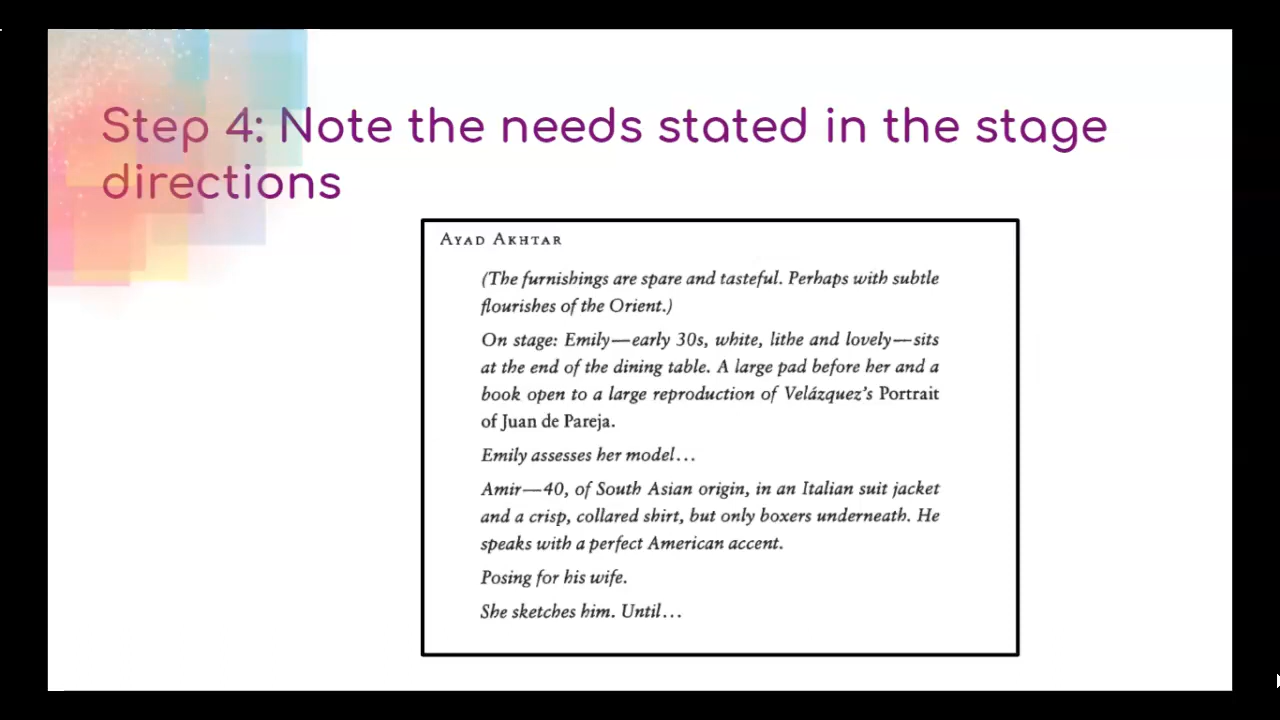 Step 4: Note the needs stated in the stage
directions
AYAD AKHTAR
(The furnishings are spare and tasteful. Perhaps with subtle
flourishes of the Orient.)
On stage: Emily—early 30s, white, lithe and lovely—sits
at the end of the dining table. A large pad before her and a
book open to a large reproduction of Velázquez's Portrait
of Juan de Pareja.
Emily assesses her model…
Amir—40, of South Asian origin, in an Italian suit jacket
and a crisp, collared shirt, but only boxers underneath. He
speaks with a perfect American accent.
Posing for his wife.
She sketches him. Until…